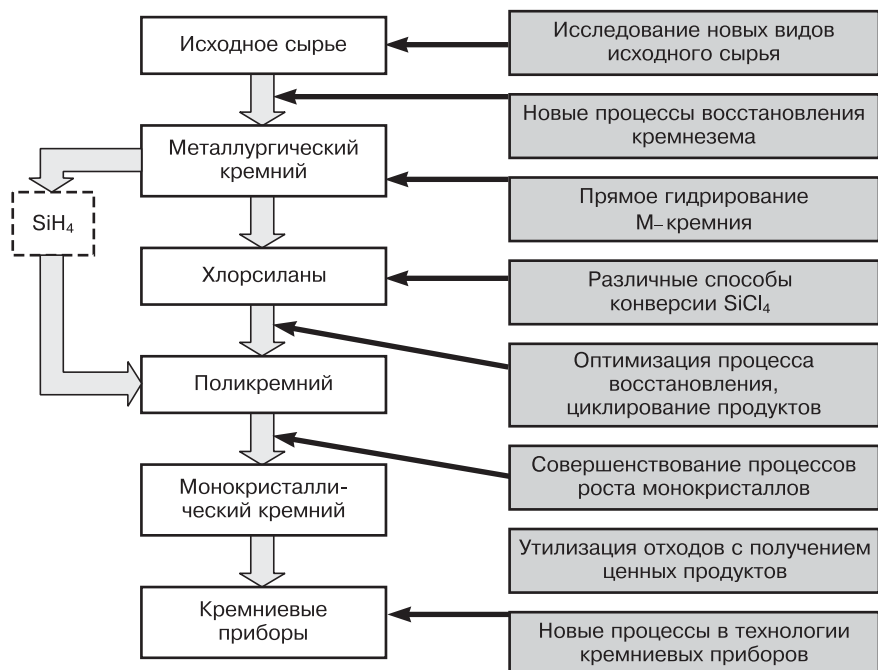 Исходное сырье
Металлургический
кремний
SiH₄
Хлорсиланы
Поликремний
Монокристалли-
ческий кремний
Кремниевые
приборы
Исследование новых видов
исходного сырья
Новые процессы восстановления
кремнезема
Прямое гидрирование
М–кремния
Различные способы
конверсии SiCl₄
Оптимизация процесса
восстановления,
циклирование продуктов
Совершенствование процессов
роста монокристаллов
Утилизация отходов с получением
ценных продуктов
Новые процессы в технологии
кремниевых приборов